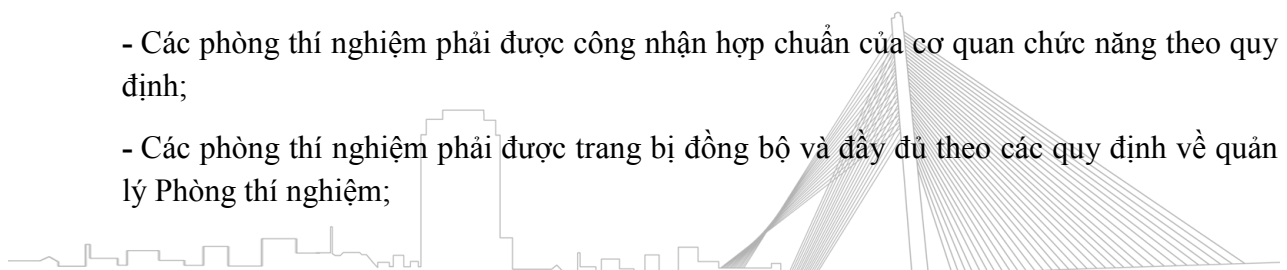 - Các phòng thí nghiệm phải được công nhận hợp chuẩn của cơ quan chức năng theo quy
định;
- Các phòng thí nghiệm phải được trang bị đồng bộ và đầy đủ theo các quy định về quản
lý Phòng thí nghiệm;